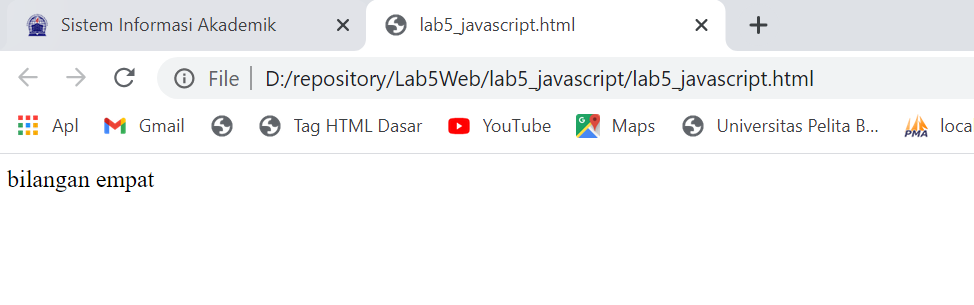 Sistem Informasi Akademik lab5_javascript.html
File D:/repository/Lab5Web/lab5_javascript/lab5_javascript.html
Apl Gmail Tag HTML Dasar YouTube Maps Universitas Pelita B... PMA loca
bilangan empat